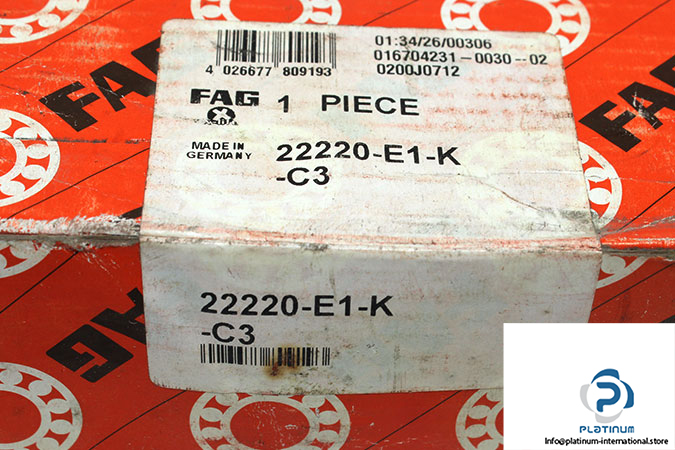 FAG
01:34/26/00306
016704231-0030--02
0200J0712
4 026677 809193
FAG 1 PIECE
MADE IN
GERMANY
22220-E1-K
-C3
22220-E1-K
-C3
FAG
PLATINUM
Info@platinum-international.store